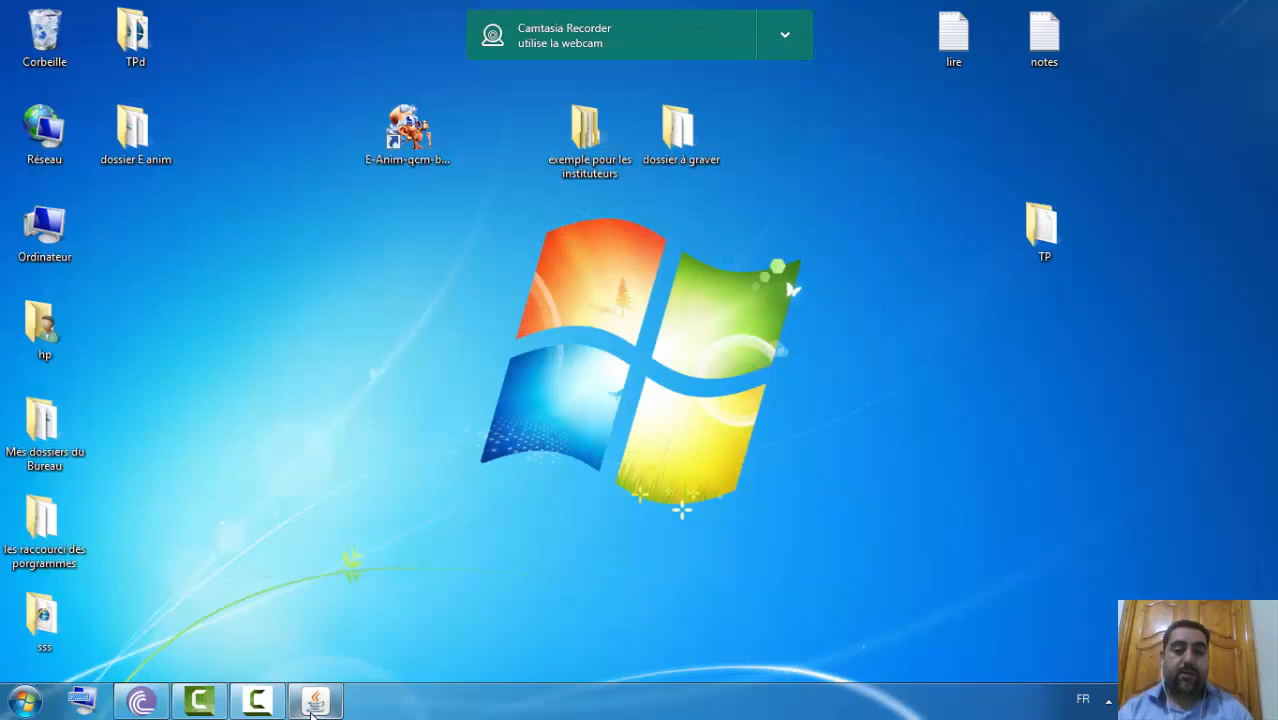 Corbeille
TPd
Camtasia Recorder
utilise la webcam
lire
notes
Réseau
dossier E anim
E-Anim-qcm-b...
exemple pour les
instituteurs
dossier à graver
Ordinateur
TP
hp
Mes dossiers du
Bureau
les raccourci des
porgrammes
sss
FR